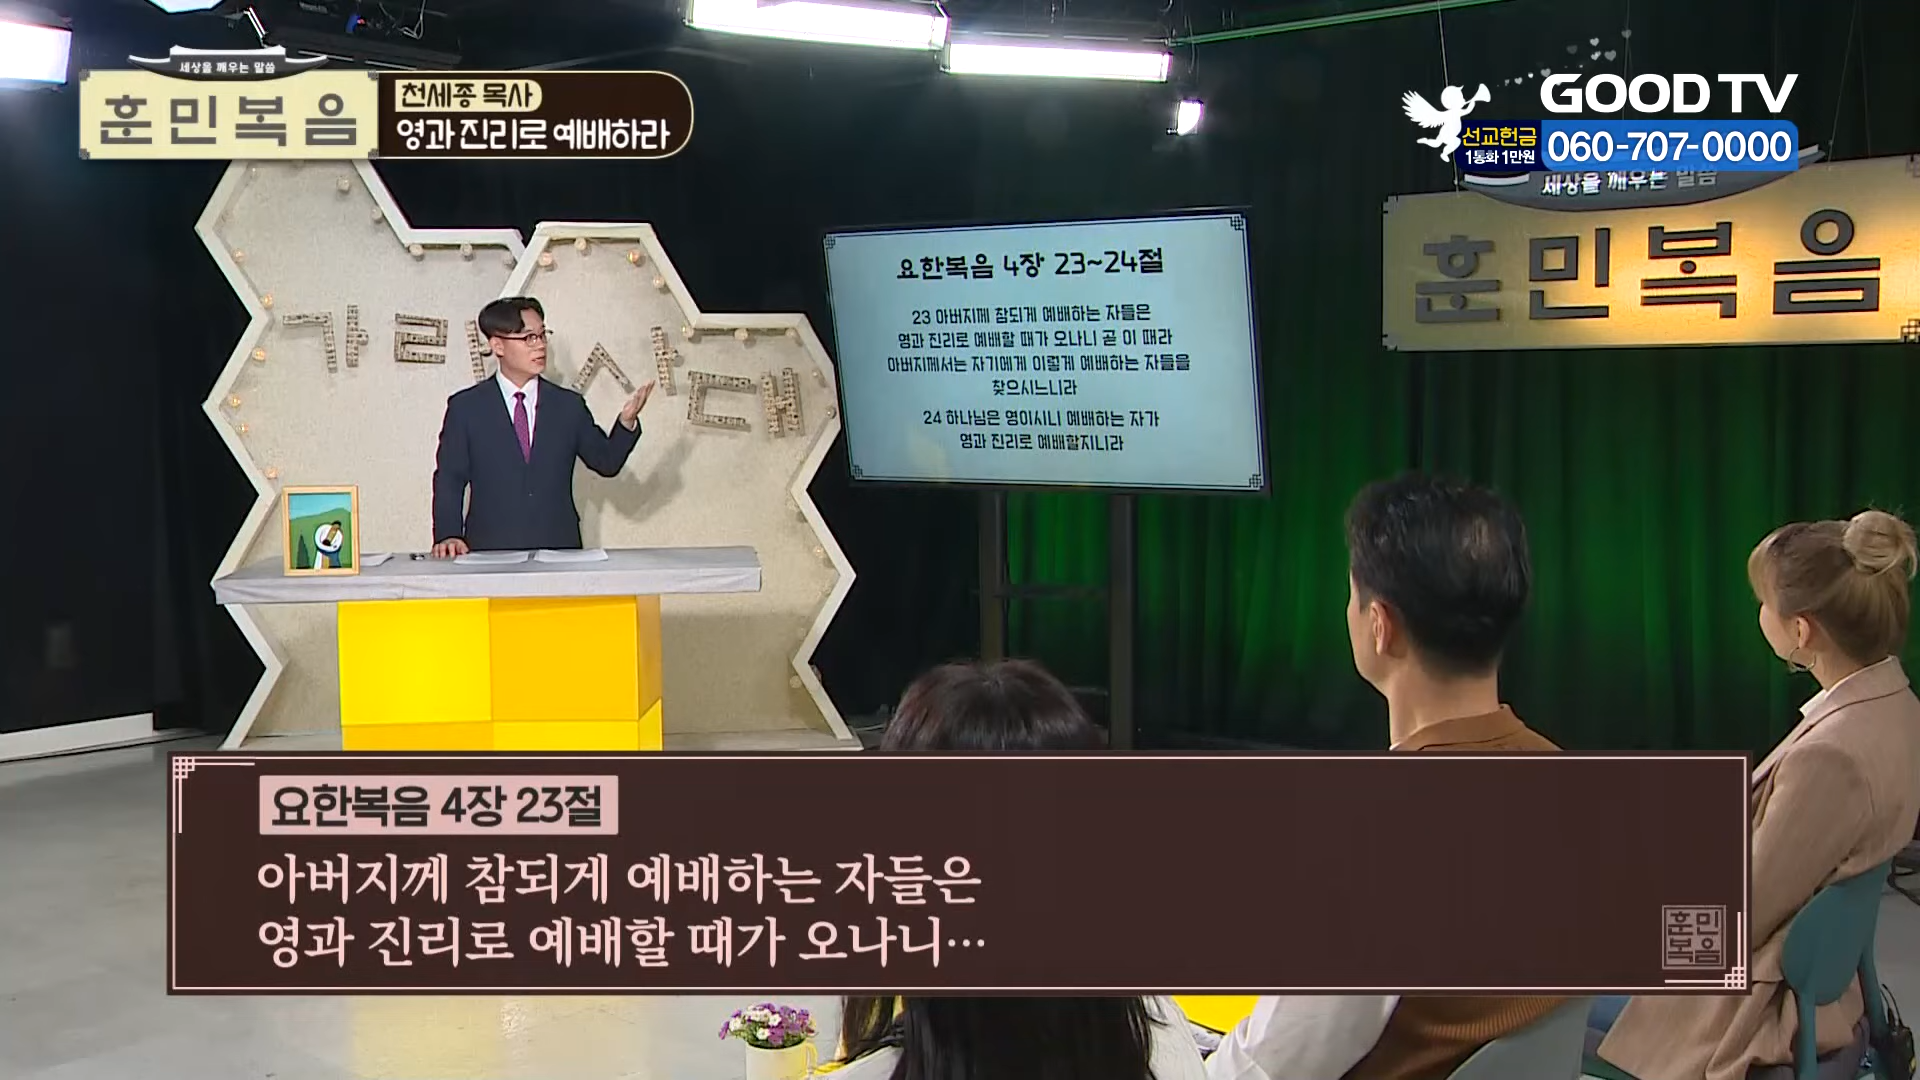 세상을 깨우는 말씀
훈민복음
천세종 목사
영과 진리로 예배하라
GOOD TV
선교헌금
1통화 1만원
060-707-0000
세상을 깨우는 말씀
훈민복음
가라사대
요한복음 4장 23~24절
23 아버지께 참되게 예배하는 자들은
영과 진리로 예배할 때가 오나니 곧 이 때라
아버지께서는 자기에게 이렇게 예배하는 자들을
찾으시느니라
24 하나님은 영이시니 예배하는 자가
영과 진리로 예배할지니라
요한복음 4장 23절
아버지께 참되게 예배하는 자들은
영과 진리로 예배할 때가 오나니…
훈민
복음